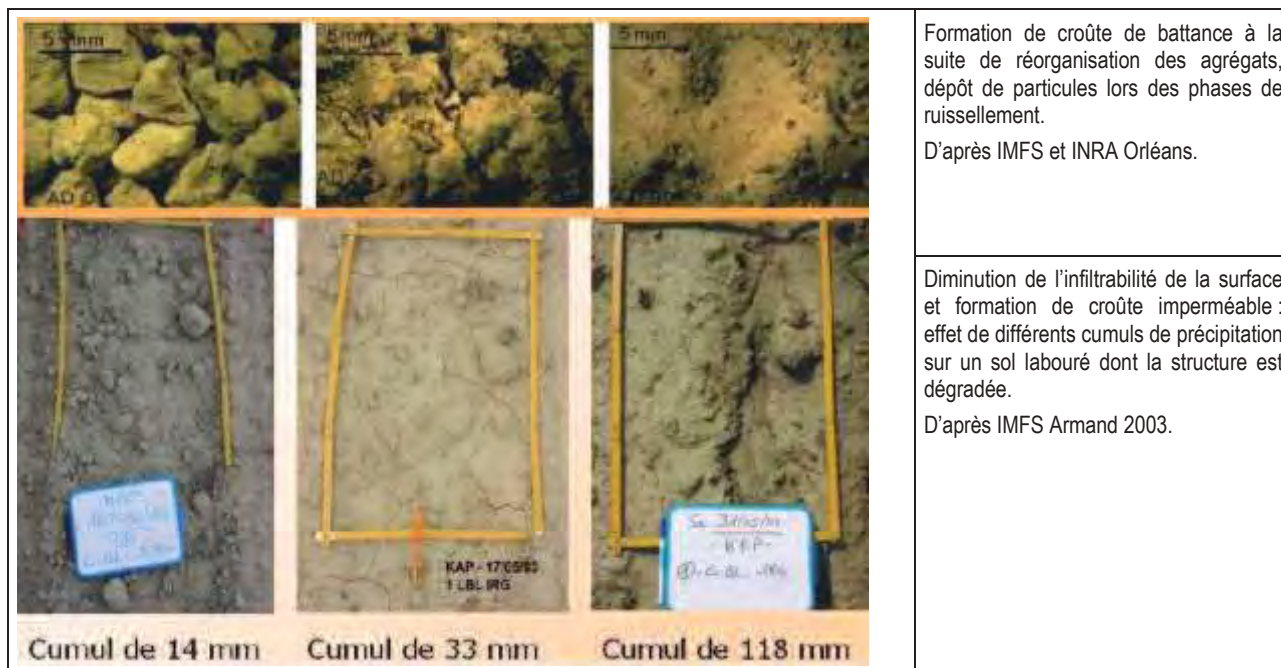 5 mm
5 mm
5 mm
Formation de croûte de battance à la
suite de réorganisation des agrégats,
dépôt de particules lors des phases de
ruissellement.
D'après IMFS et INRA Orléans.
Diminution de l'infiltrabilité de la surface
et formation de croûte imperméable :
effet de différents cumuls de précipitation
sur un sol labouré dont la structure est
dégradée.
D'après IMFS Armand 2003.
KAP - 17/05/03
1 LBL IRG
Cumul de 14 mm
Cumul de 33 mm
Cumul de 118 mm